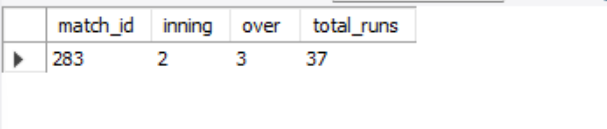 match_id inning over total_runs
283 2 3 37